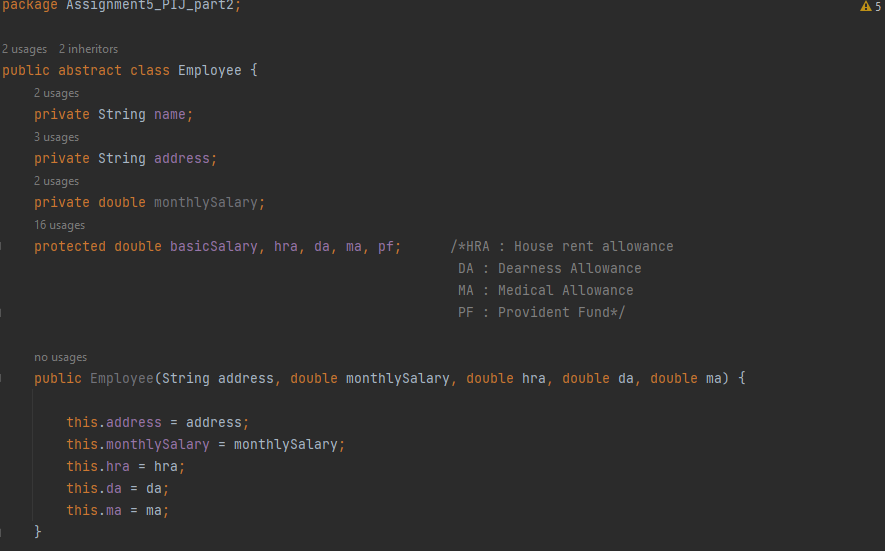 package Assignment5_PIJ_part2;
5
2 usages 2 inheritors
public abstract class Employee {
2 usages
private String name;
3 usages
private String address;
2 usages
private double monthlySalary;
16 usages
protected double basicSalary, hra, da, ma, pf; /*HRA : House rent allowance
DA : Dearness Allowance
MA : Medical Allowance
PF : Provident Fund*/
no usages
public Employee(String address, double monthlySalary, double hra, double da, double ma) {
this.address = address;
this.monthlySalary = monthlySalary;
this.hra = hra;
this.da = da;
this.ma = ma;
}